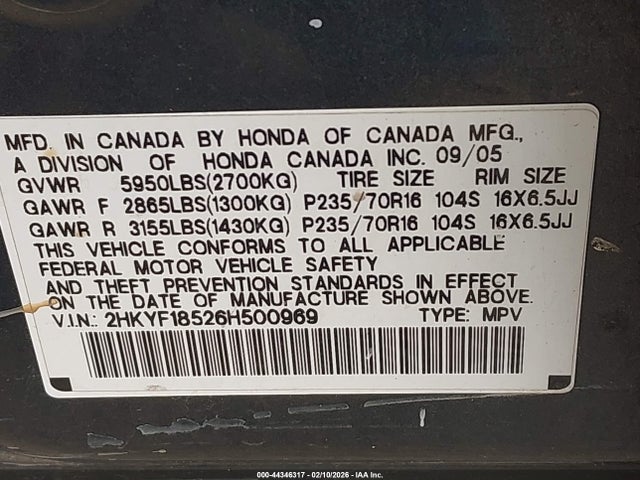 MFD. IN CANADA BY HONDA OF CANADA MFG.,
A DIVISION OF HONDA CANADA INC. 09/05
GVWR 5950LBS(2700KG) TIRE SIZE RIM SIZE
GAWR F 2865LBS(1300KG) P235/70R16 104S 16X6.5JJ
GAWR R 3155LBS(1430KG) P235/70R16 104S 16X6.5JJ
THIS VEHICLE CONFORMS TO ALL APPLICABLE
FEDERAL MOTOR VEHICLE SAFETY
AND THEFT PREVENTION STANDARDS IN EFFECT
ON THE DATE OF MANUFACTURE SHOWN ABOVE.
V.I.N.: 2HKYF18526H500969 TYPE: MPV
000-44346317 - 02/10/2026 - IAA Inc.